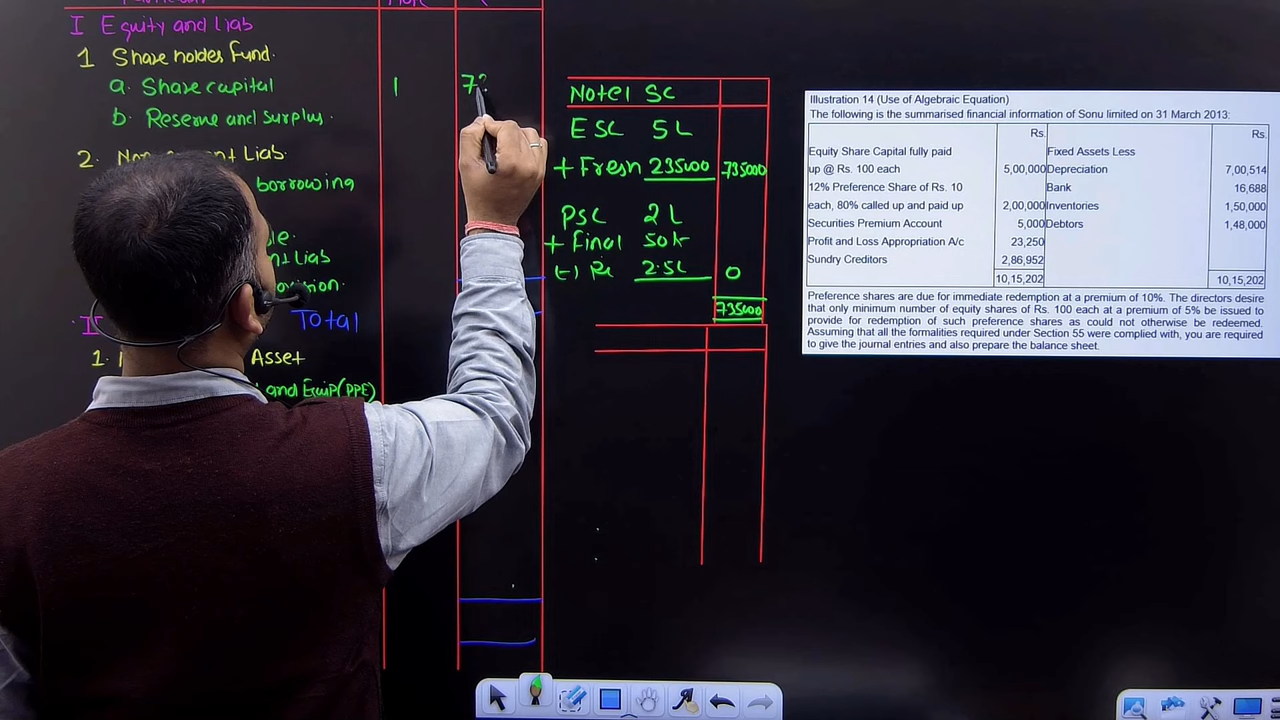 I Equity and Liab
1 Share holdes Fund.
a. Share capital 1 73
b. Reserve and Surplus.
2. Liab
borrowing
Total
1. Asset
and Equip(PPE)
Note1 SC
ESC 5L
+ Fresh 235000 735000
PSC 2L
+ Final 50k
(-) Re 2.5L 0
735000
Illustration 14 (Use of Algebraic Equation)
The following is the summarised financial information of Sonu limited on 31 March 2013:
Rs. Rs.
Equity Share Capital fully paid Fixed Assets Less
up @ Rs. 100 each 5,00,000 Depreciation 7,00,514
12% Preference Share of Rs. 10 Bank 16,688
each, 80% called up and paid up 2,00,000 Inventories 1,50,000
Securities Premium Account 5,000 Debtors 1,48,000
Profit and Loss Appropriation A/c 23,250
Sundry Creditors 2,86,952
10,15,202 10,15,202
Preference shares are due for immediate redemption at a premium of 10%. The directors desire
that only minimum number of equity shares of Rs. 100 each at a premium of 5% be issued to
provide for redemption of such preference shares as could not otherwise be redeemed.
Assuming that all the formalities required under Section 55 were complied with, you are required
to give the journal entries and also prepare the balance sheet.